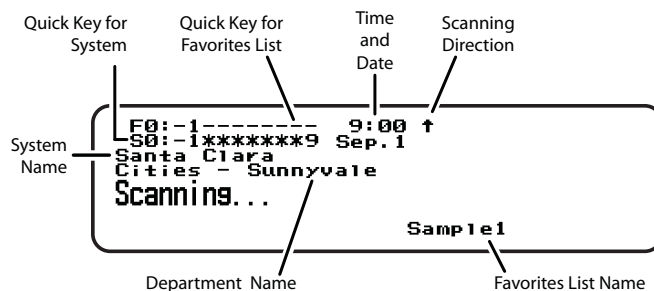 Quick Key for System
Quick Key for Favorites List
Time and Date
Scanning Direction
F0:-1-------- 9:00 ↑
S0:-1*******9 Sep.1
System Name
Santa Clara
Cities - Sunnyvale
Scanning...
Sample1
Department Name
Favorites List Name